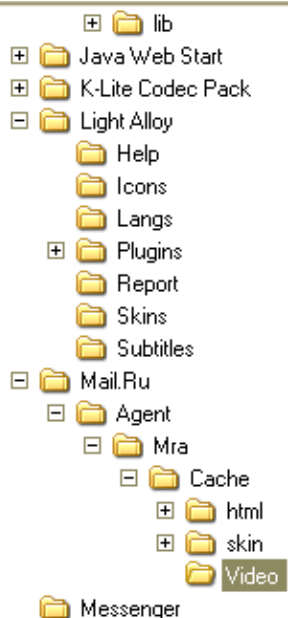 lib
Java Web Start
K-Lite Codec Pack
Light Alloy
Help
Icons
Langs
Plugins
Report
Skins
Subtitles
Mail.Ru
Agent
Mra
Cache
html
skin
Video
Messenger